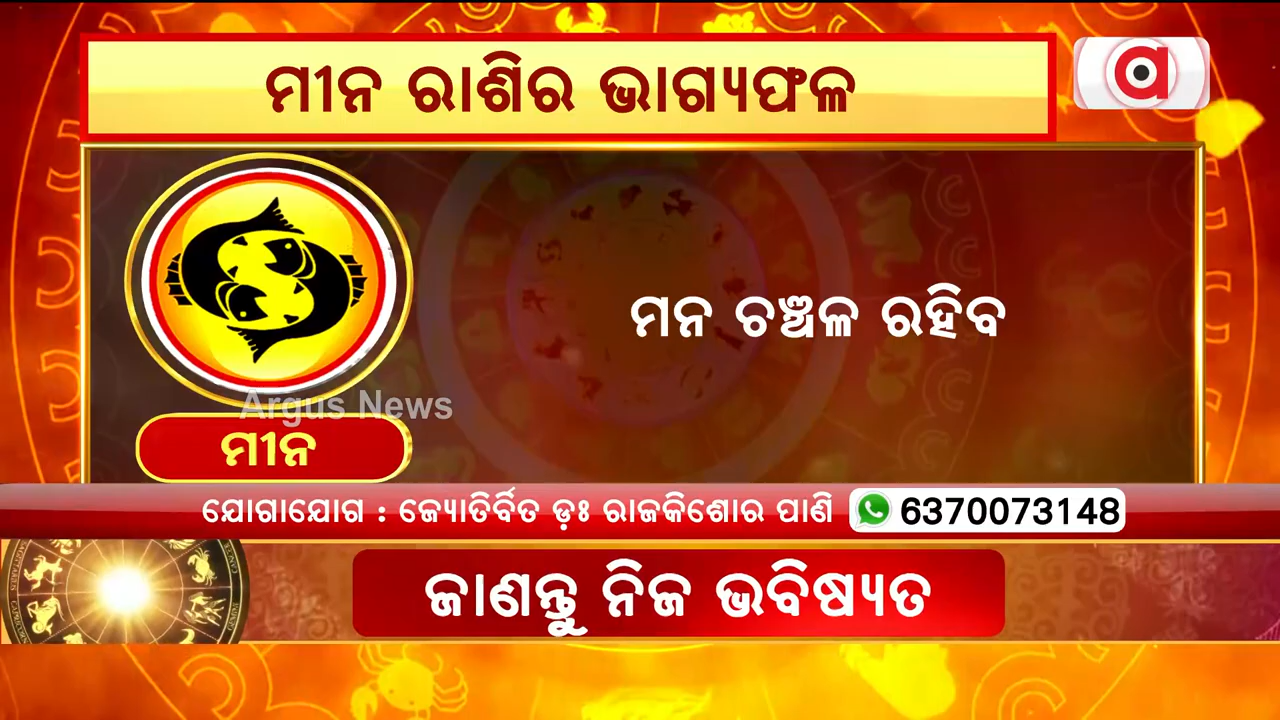 ମୀନ ରାଶିର ଭାଗ୍ୟଫଳ
a
ମନ ଚଞ୍ଚଳ ରହିବ
Argus News
ମୀନ
ଯୋଗାଯୋଗ : ଜ୍ୟୋତିର୍ବିତ ଡ଼ଃ ରାଜକିଶୋର ପାଣି 6370073148
ଜାଣନ୍ତୁ ନିଜ ଭବିଷ୍ୟତ